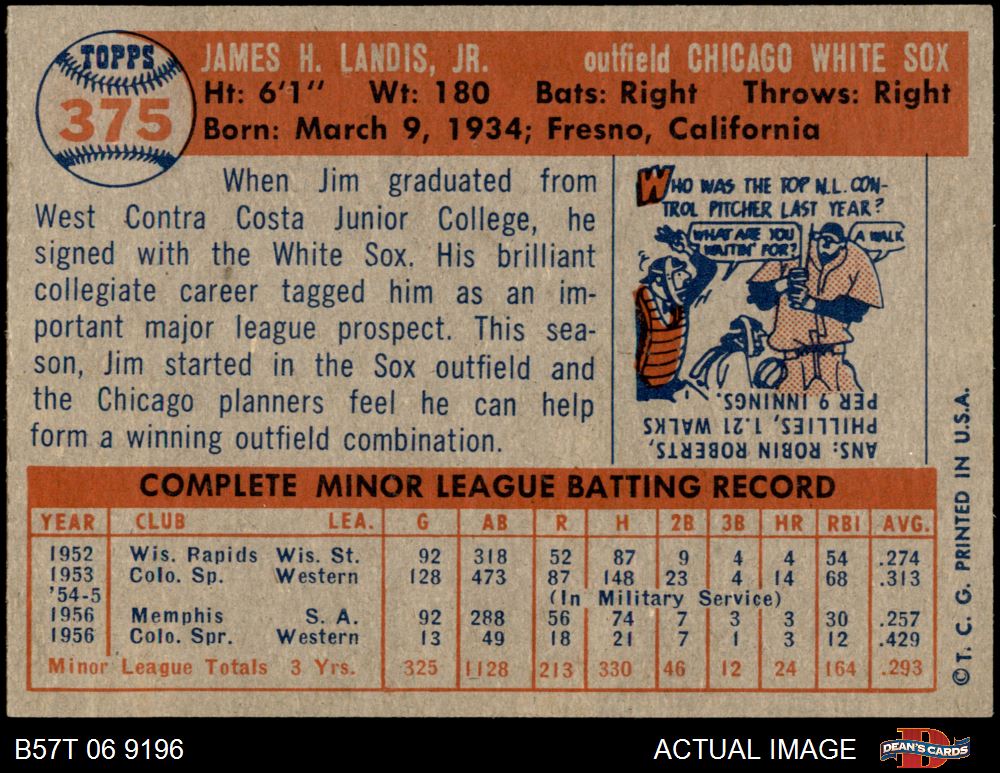 TOPPS
375
JAMES H. LANDIS, JR. outfield CHICAGO WHITE SOX
Ht: 6'1" Wt: 180 Bats: Right Throws: Right
Born: March 9, 1934; Fresno, California
When Jim graduated from
West Contra Costa Junior College, he
signed with the White Sox. His brilliant
collegiate career tagged him as an im-
portant major league prospect. This sea-
son, Jim started in the Sox outfield and
the Chicago planners feel he can help
form a winning outfield combination.
WHO WAS THE TOP N.L. CON-
TROL PITCHER LAST YEAR?
WHAT ARE YOU
WAITIN' FOR?
A WALK
ANS: ROBIN ROBERTS,
PHILLIES, 1.21 WALKS
PER 9 INNINGS.
COMPLETE MINOR LEAGUE BATTING RECORD
YEAR CLUB LEA. G AB R H 2B 3B HR RBI AVG.
1952 Wis. Rapids Wis. St. 92 318 52 87 9 4 4 54 .274
1953 Colo. Sp. Western 128 473 87 148 23 4 14 68 .313
'54-5 (In Military Service)
1956 Memphis S. A. 92 288 56 74 7 3 3 30 .257
1956 Colo. Spr. Western 13 49 18 21 7 1 3 12 .429
Minor League Totals 3 Yrs. 325 1128 213 330 46 12 24 164 .293
©T. C. G. PRINTED IN U.S.A.
B57T 06 9196
ACTUAL IMAGE
DEAN'S CARDS